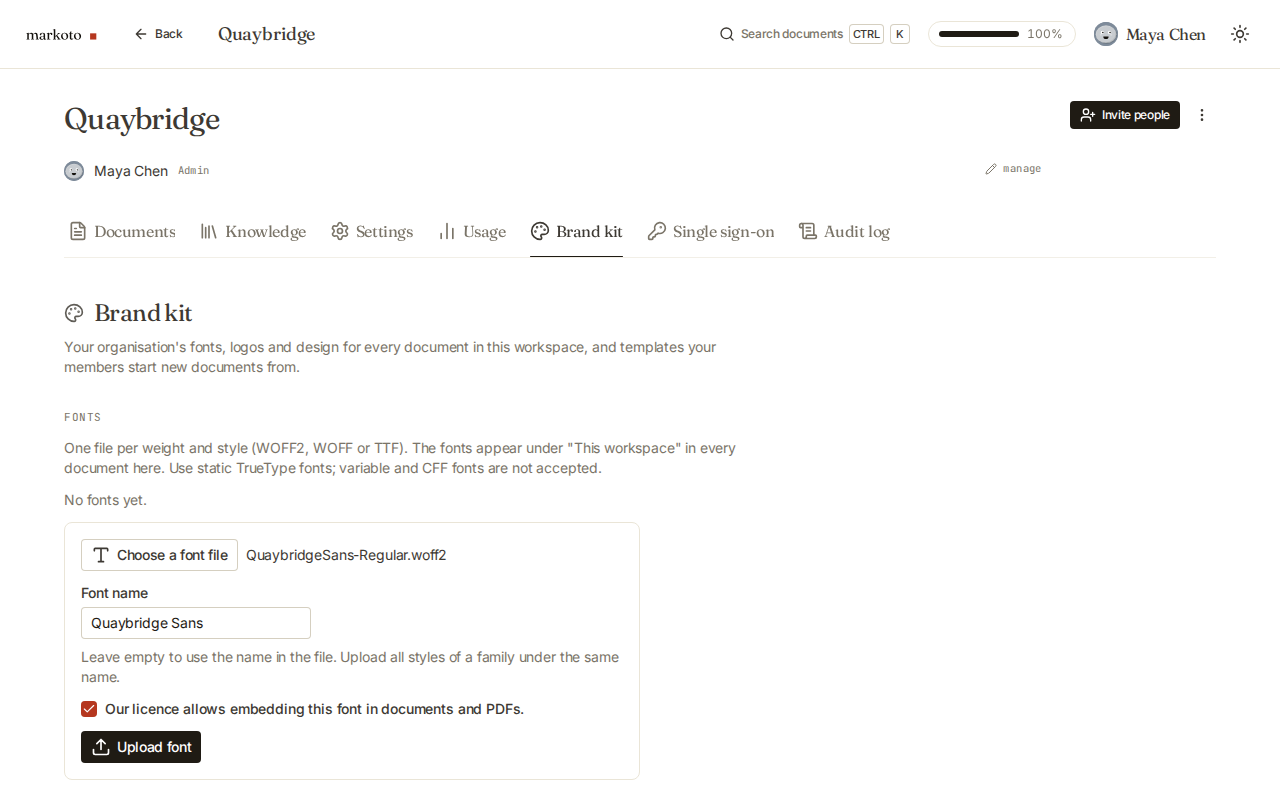 markoto
Back
Quaybridge
Search documents CTRL K
100%
Maya Chen
Quaybridge
Invite people
Maya Chen Admin
manage
Documents Knowledge Settings Usage Brand kit Single sign-on Audit log
Brand kit
Your organisation's fonts, logos and design for every document in this workspace, and templates your
members start new documents from.
FONTS
One file per weight and style (WOFF2, WOFF or TTF). The fonts appear under "This workspace" in every
document here. Use static TrueType fonts; variable and CFF fonts are not accepted.
No fonts yet.
Choose a font file QuaybridgeSans-Regular.woff2
Font name
Quaybridge Sans
Leave empty to use the name in the file. Upload all styles of a family under the same
name.
Our licence allows embedding this font in documents and PDFs.
Upload font